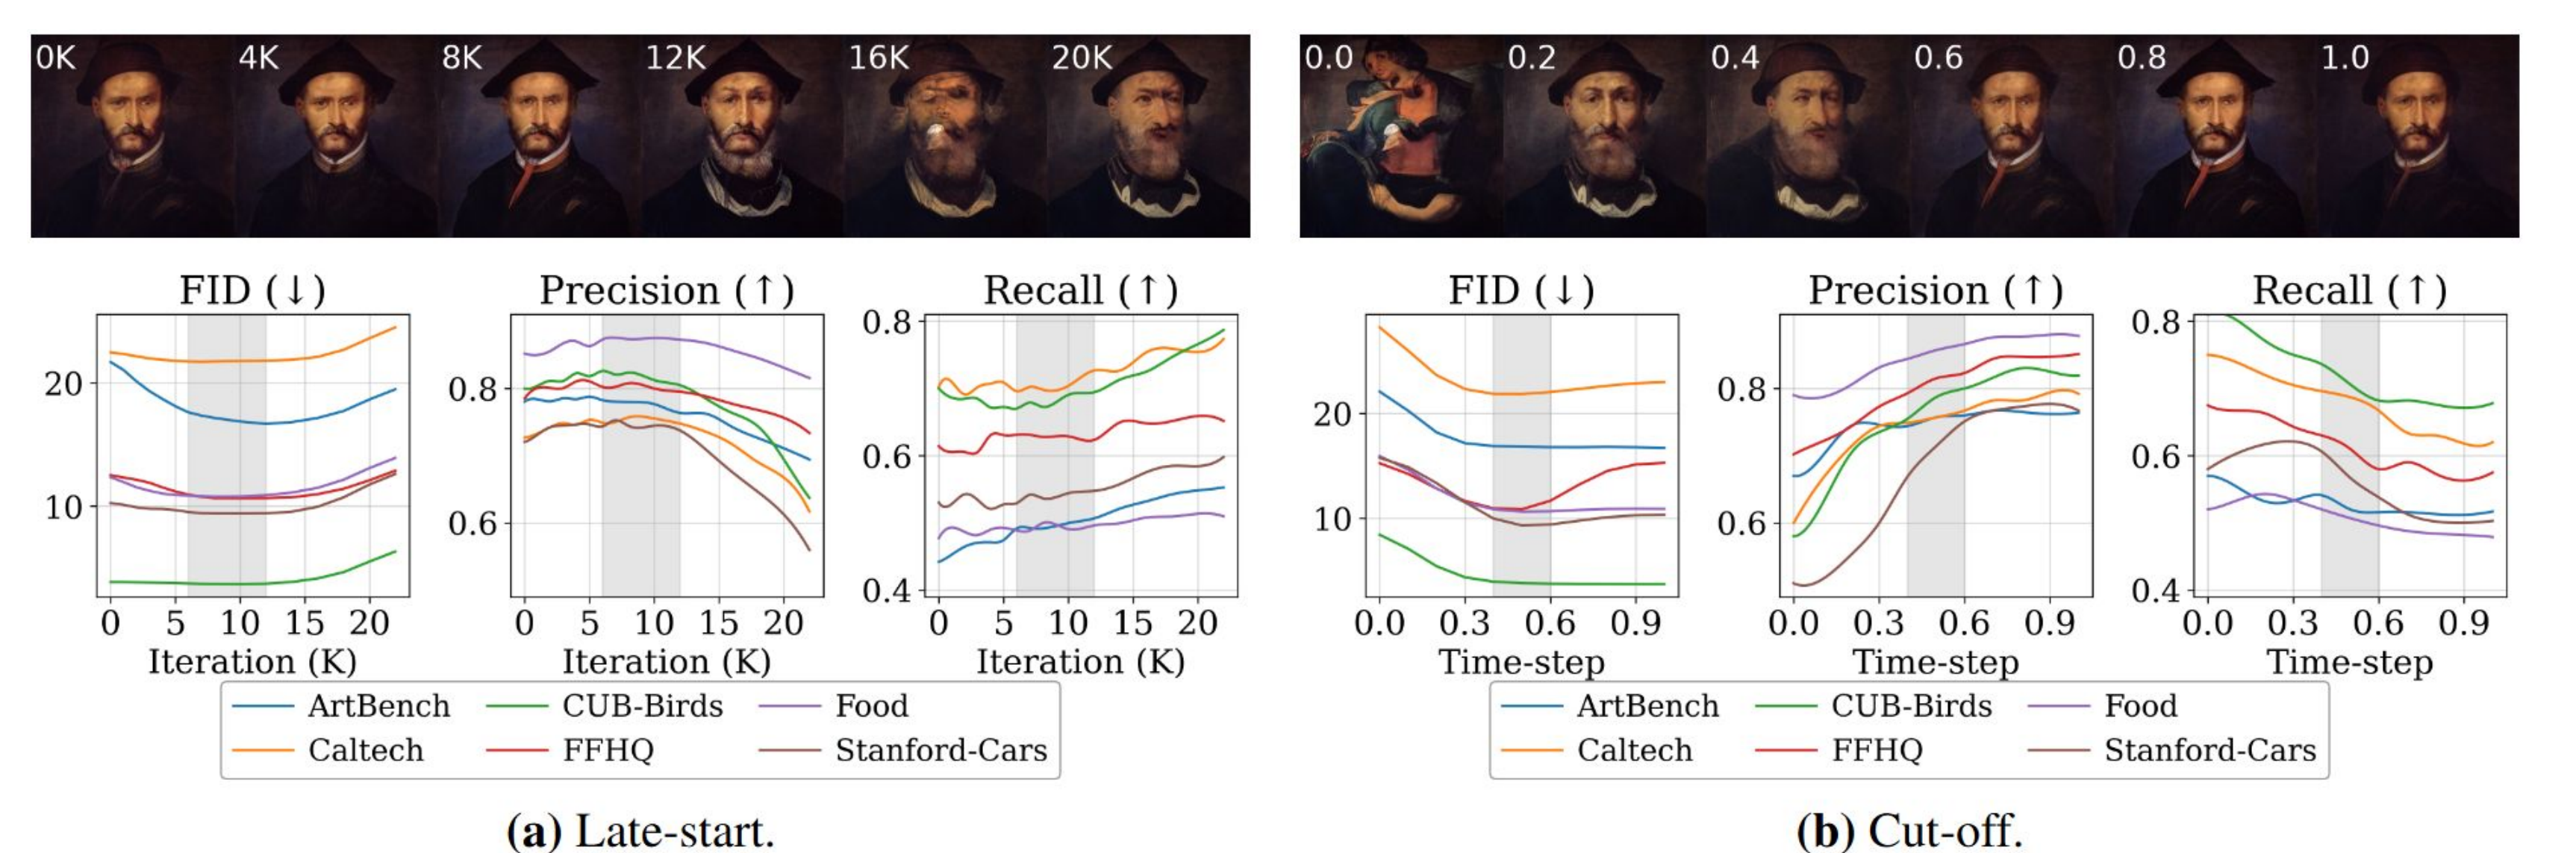 0K 4K 8K 12K 16K 20K
0.0 0.2 0.4 0.6 0.8 1.0
FID (↓) Precision (↑) Recall (↑)
20
10
0 5 10 15 20
Iteration (K)
0.8
0.6
0 5 10 15 20
Iteration (K)
0.8
0.6
0.4
0 5 10 15 20
Iteration (K)
ArtBench CUB-Birds Food
Caltech FFHQ Stanford-Cars
(a) Late-start.
FID (↓) Precision (↑) Recall (↑)
20
10
0.0 0.3 0.6 0.9
Time-step
0.8
0.6
0.0 0.3 0.6 0.9
Time-step
0.8
0.6
0.4
0.0 0.3 0.6 0.9
Time-step
ArtBench CUB-Birds Food
Caltech FFHQ Stanford-Cars
(b) Cut-off.